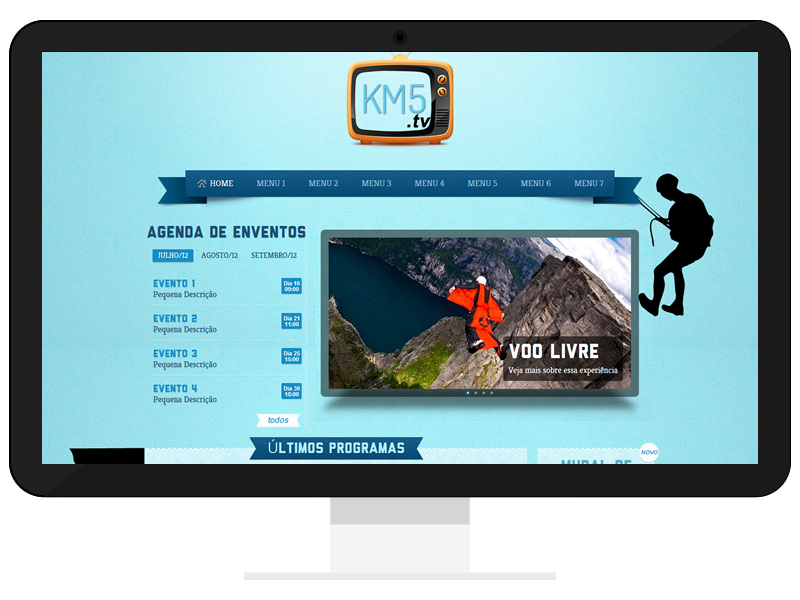 KM5
.tv
HOME MENU 1 MENU 2 MENU 3 MENU 4 MENU 5 MENU 6 MENU 7
AGENDA DE ENVENTOS
JULHO/12 AGOSTO/12 SETEMBRO/12
EVENTO 1
Pequena Descrição
Dia 16
09:00
EVENTO 2
Pequena Descrição
Dia 21
11:00
EVENTO 3
Pequena Descrição
Dia 25
15:00
EVENTO 4
Pequena Descrição
Dia 30
18:00
todos
VOO LIVRE
Veja mais sobre essa experiência
ÚLTIMOS PROGRAMAS
NOVO
MURAL DE